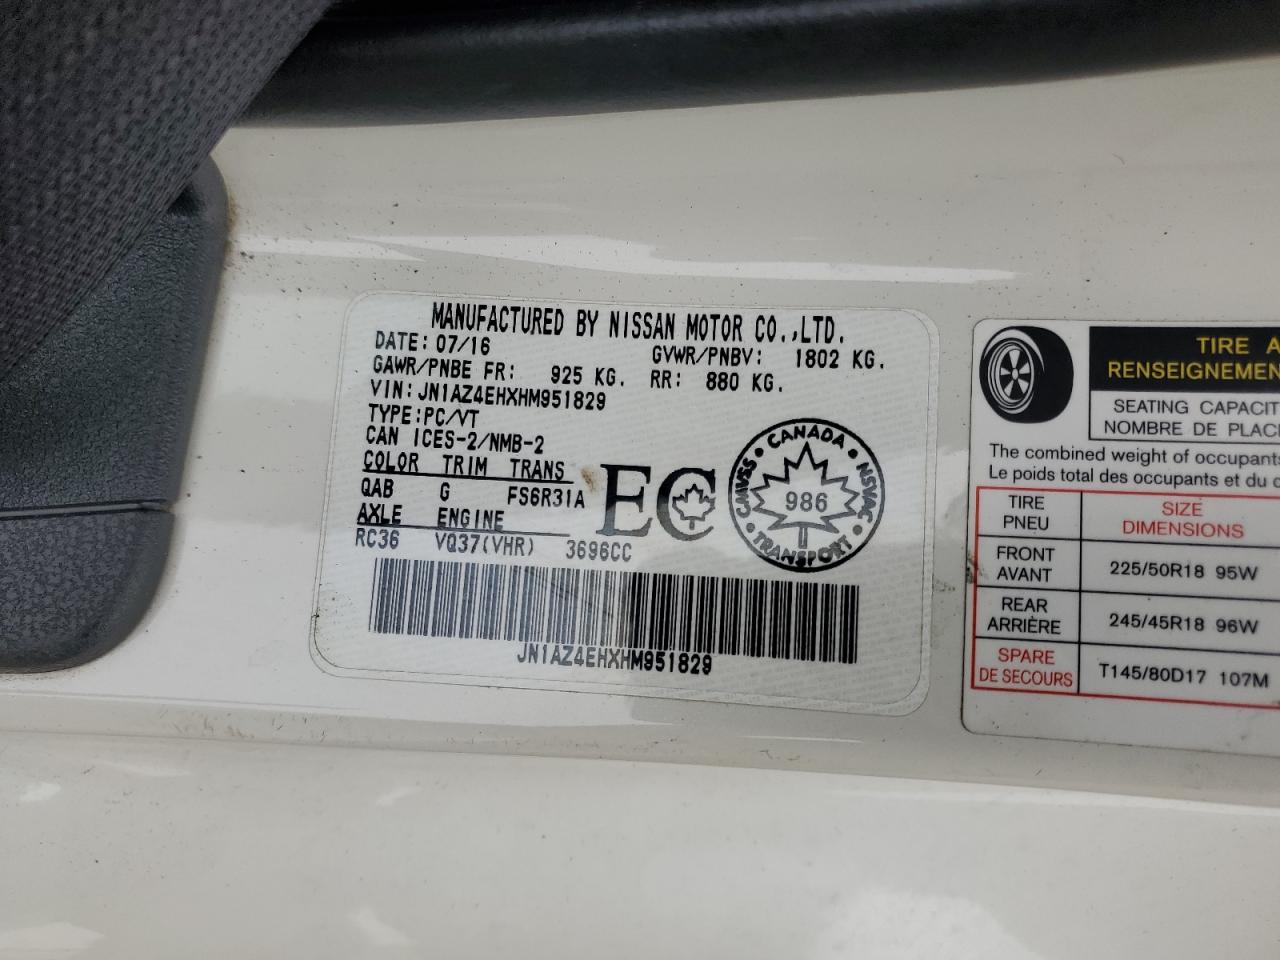 MANUFACTURED BY NISSAN MOTOR CO.,LTD.
DATE: 07/16 GVWR/PNBV: 1802 KG.
GAWR/PNBE FR: 925 KG. RR: 880 KG.
VIN: JN1AZ4EHXHM951829
TYPE:PC/VT
CAN ICES-2/NMB-2
COLOR TRIM TRANS
QAB G FS6R31A
AXLE ENGINE
RC36 VQ37(VHR) 3696CC
EC
CANADA
CMVSS NSVAC
986
TRANSPORT
JN1AZ4EHXHM951829
TIRE A
RENSEIGNEMEN
SEATING CAPACIT
NOMBRE DE PLAC
The combined weight of occupants
Le poids total des occupants et du c
TIRE SIZE
PNEU DIMENSIONS
FRONT
AVANT 225/50R18 95W
REAR
ARRIÈRE 245/45R18 96W
SPARE
DE SECOURS T145/80D17 107M